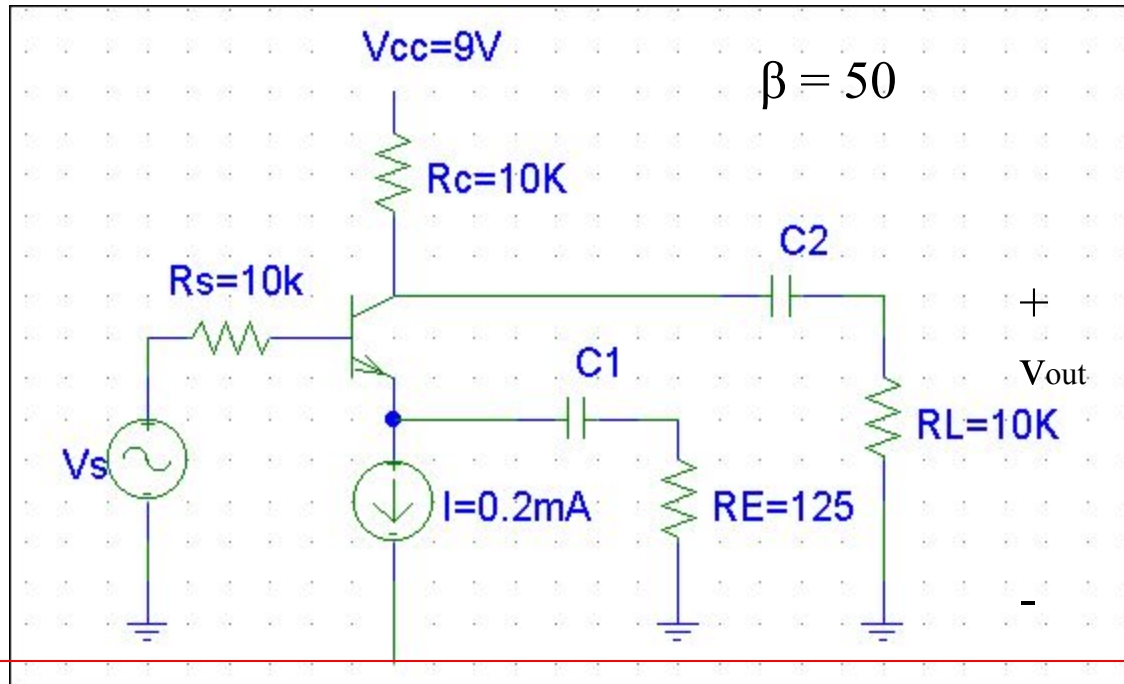 Vcc=9V
β = 50
Rc=10K
C2
Rs=10k
+
C1
Vout
Vs
RL=10K
I=0.2mA
RE=125
-